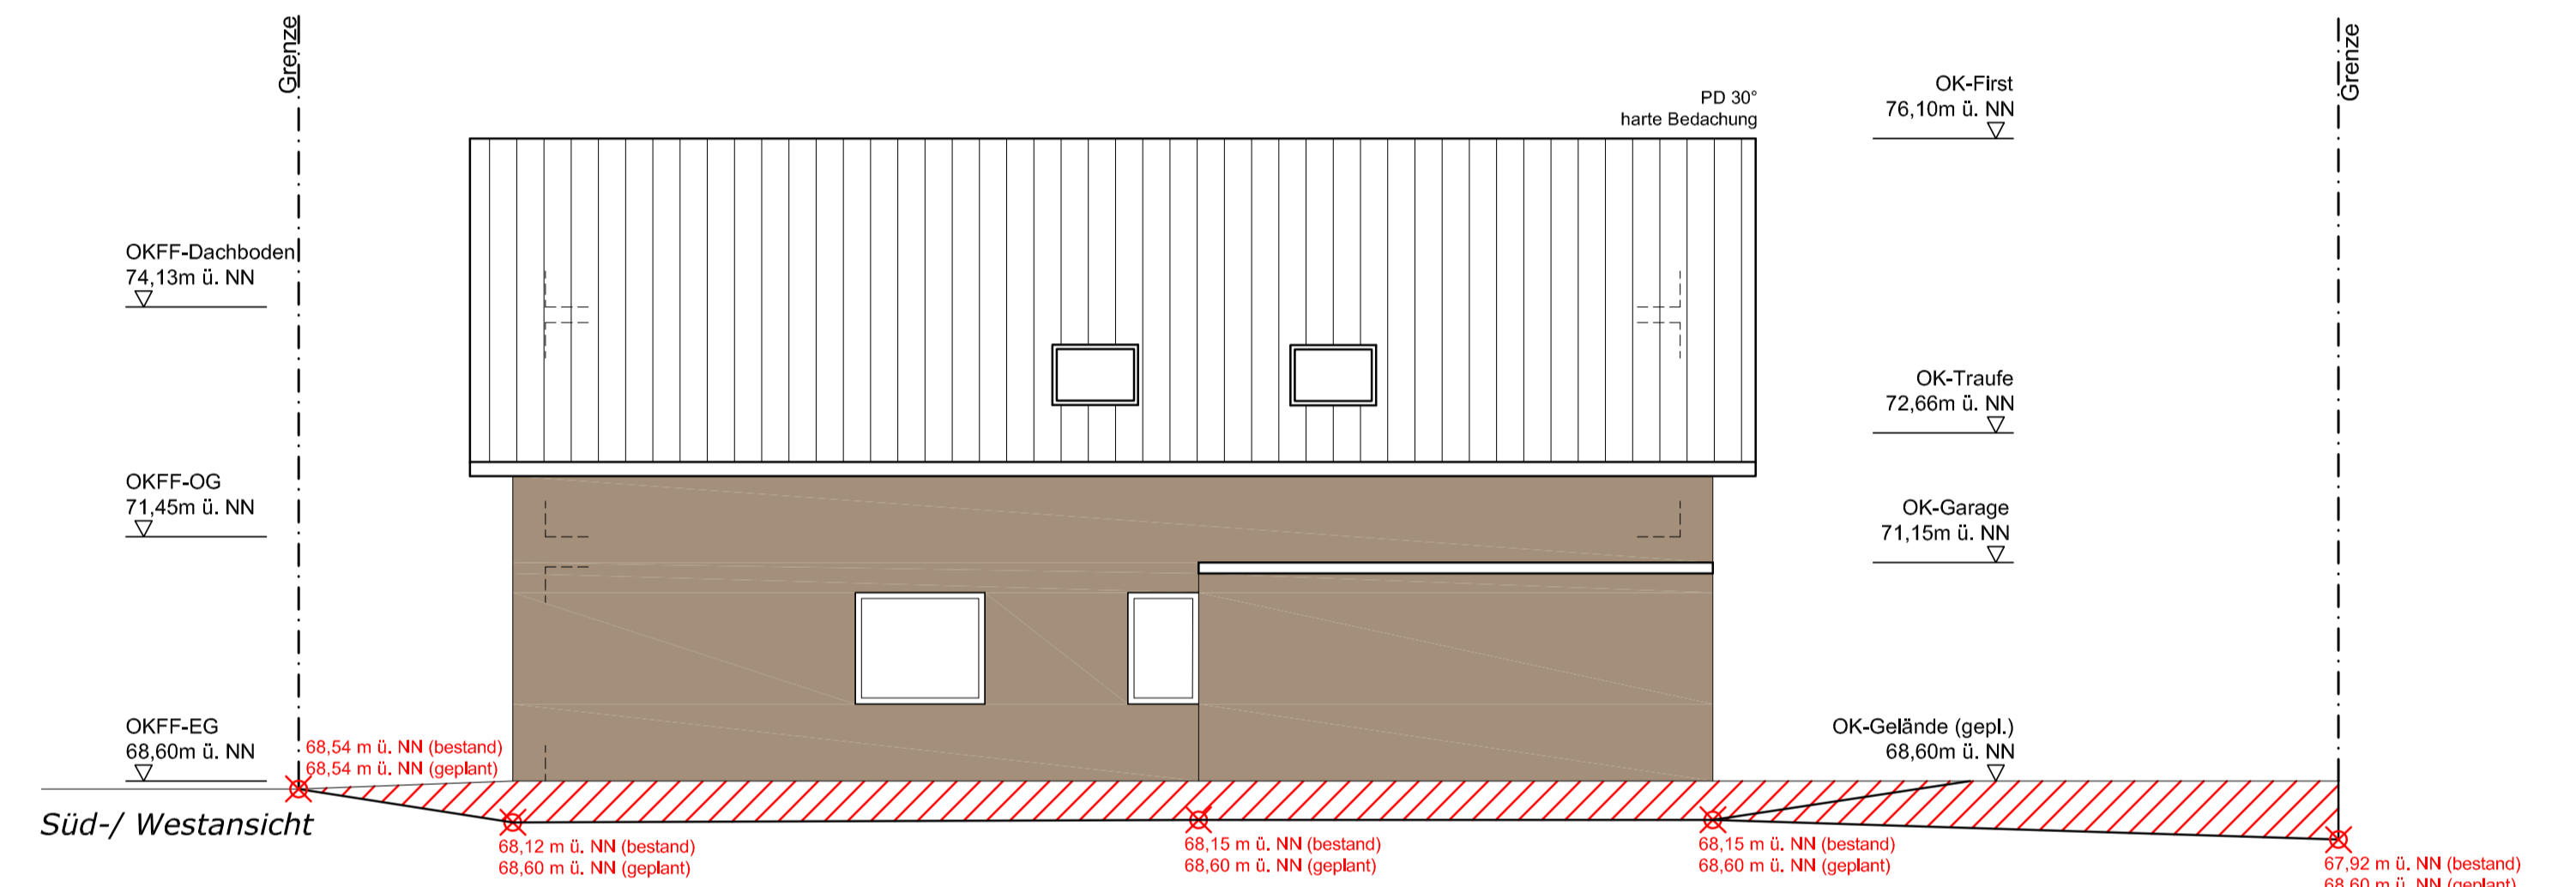 Grenze
Grenze
PD 30°
harte Bedachung
OK-First
76,10m ü. NN
OKFF-Dachboden
74,13m ü. NN
OK-Traufe
72,66m ü. NN
OKFF-OG
71,45m ü. NN
OK-Garage
71,15m ü. NN
OKFF-EG
68,60m ü. NN
68,54 m ü. NN (bestand)
68,54 m ü. NN (geplant)
OK-Gelände (gepl.)
68,60m ü. NN
Süd-/ Westansicht
68,12 m ü. NN (bestand)
68,60 m ü. NN (geplant)
68,15 m ü. NN (bestand)
68,60 m ü. NN (geplant)
68,15 m ü. NN (bestand)
68,60 m ü. NN (geplant)
67,92 m ü. NN (bestand)
68,60 m ü. NN (geplant)